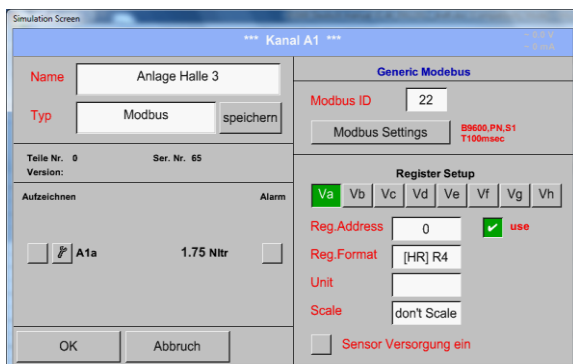 Simulation Screen
*** Kanal A1 ***
~ 0.0 V
~ 0 mA
Name
Anlage Halle 3
Typ
Modbus
speichern
Teile Nr. 0
Ser. Nr. 65
Version:
Aufzeichnen
Alarm
A1a
1.75 Nltr
OK
Abbruch
Generic Modebus
Modbus ID
22
Modbus Settings
B9600,PN,S1
T100msec
Register Setup
Va Vb Vc Vd Ve Vf Vg Vh
Reg.Address
0
use
Reg.Format
[HR] R4
Unit
Scale
don't Scale
Sensor Versorgung ein